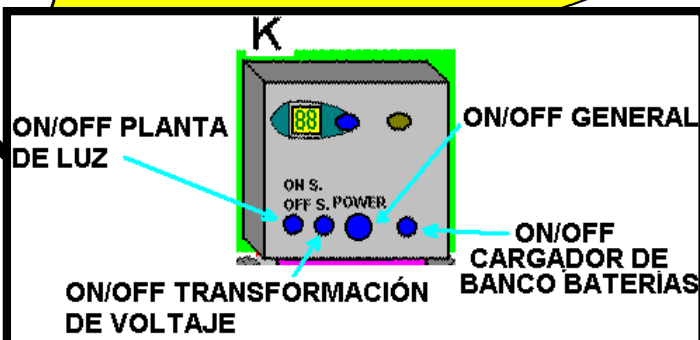 K
ON/OFF PLANTA
DE LUZ
88
ON/OFF GENERAL
ON S.
OFF S. POWER
ON/OFF
CARGADOR DE
BANCO BATERÍAS
ON/OFF TRANSFORMACIÓN
DE VOLTAJE